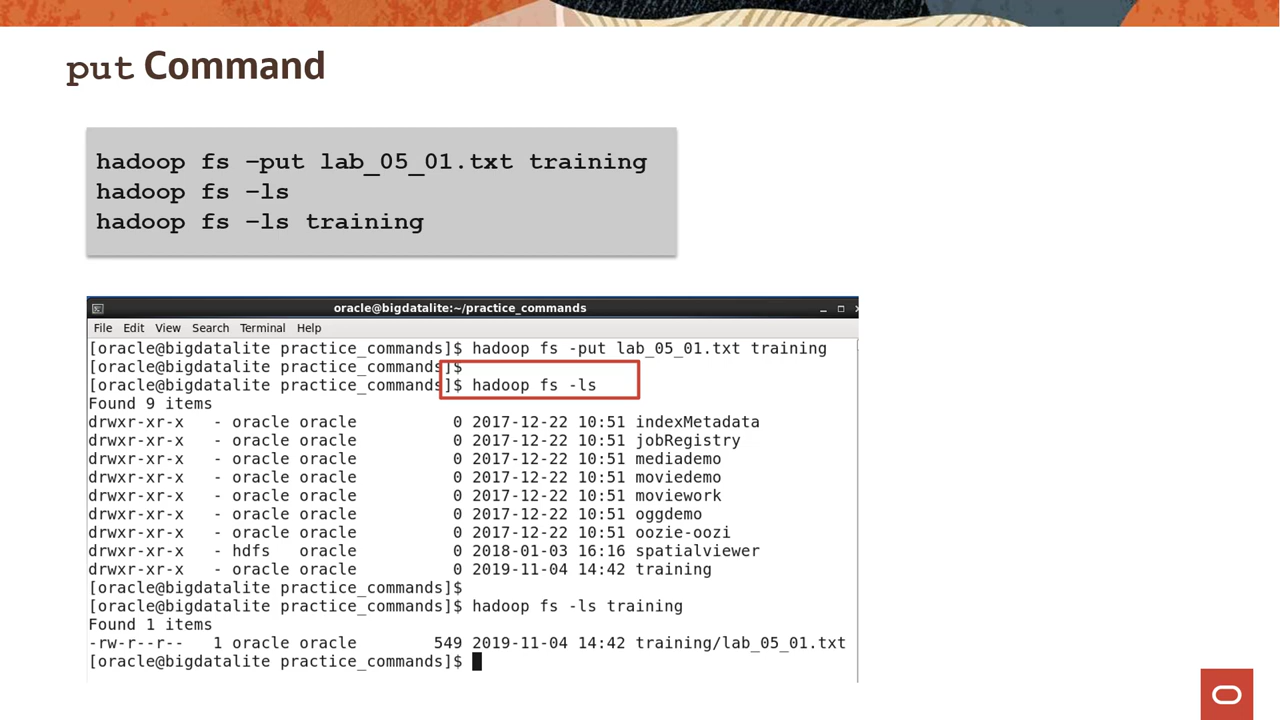 put Command
hadoop fs –put lab_05_01.txt training
hadoop fs –ls
hadoop fs –ls training
oracle@bigdatalite:~/practice_commands
File Edit View Search Terminal Help
[oracle@bigdatalite practice_commands]$ hadoop fs -put lab_05_01.txt training
[oracle@bigdatalite practice_commands]$
[oracle@bigdatalite practice_commands]$ hadoop fs -ls
Found 9 items
drwxr-xr-x   - oracle oracle          0 2017-12-22 10:51 indexMetadata
drwxr-xr-x   - oracle oracle          0 2017-12-22 10:51 jobRegistry
drwxr-xr-x   - oracle oracle          0 2017-12-22 10:51 mediademo
drwxr-xr-x   - oracle oracle          0 2017-12-22 10:51 moviedemo
drwxr-xr-x   - oracle oracle          0 2017-12-22 10:51 moviework
drwxr-xr-x   - oracle oracle          0 2017-12-22 10:51 oggdemo
drwxr-xr-x   - oracle oracle          0 2017-12-22 10:51 oozie-oozi
drwxr-xr-x   - hdfs   oracle          0 2018-01-03 16:16 spatialviewer
drwxr-xr-x   - oracle oracle          0 2019-11-04 14:42 training
[oracle@bigdatalite practice_commands]$
[oracle@bigdatalite practice_commands]$ hadoop fs -ls training
Found 1 items
-rw-r--r--   1 oracle oracle        549 2019-11-04 14:42 training/lab_05_01.txt
[oracle@bigdatalite practice_commands]$